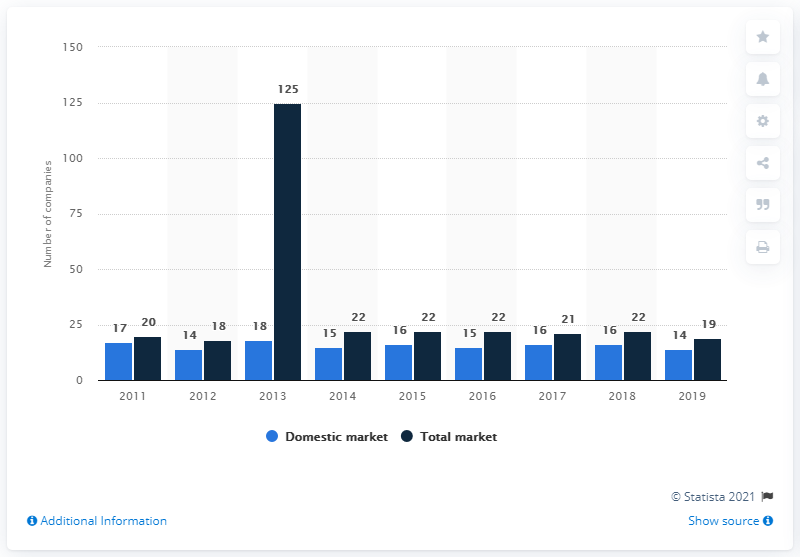 150
125
100
75
50
25
0
Number of companies
17 20 14 18 18 125 15 22 16 22 15 22 16 21 16 22 14 19
2011 2012 2013 2014 2015 2016 2017 2018 2019
Domestic market Total market
© Statista 2021
Additional Information Show source